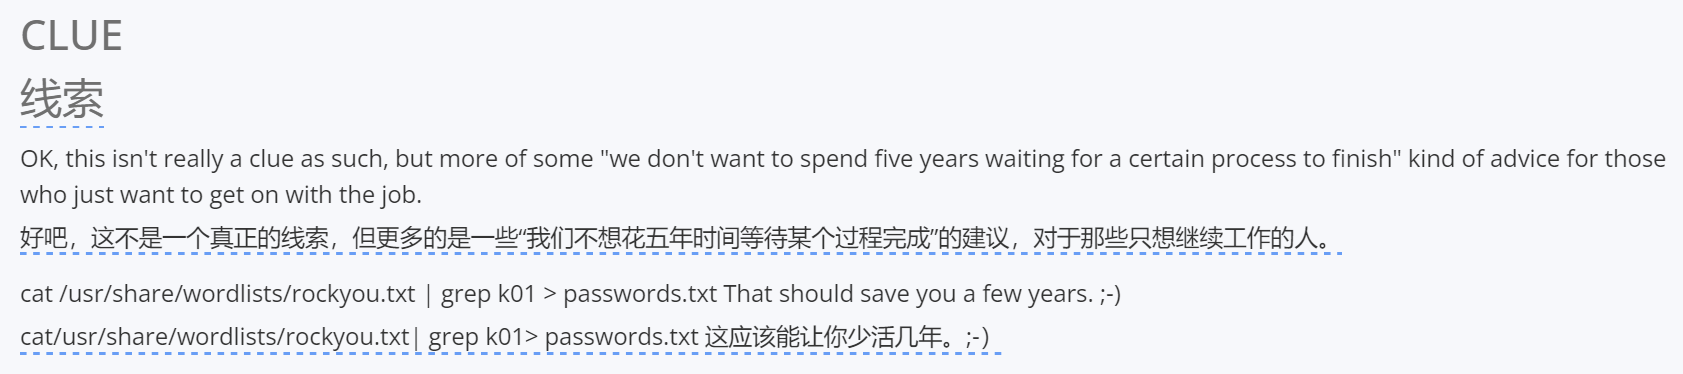 CLUE
线索
OK, this isn't really a clue as such, but more of some "we don't want to spend five years waiting for a certain process to finish" kind of advice for those
who just want to get on with the job.
好吧，这不是一个真正的线索，但更多的是一些“我们不想花五年时间等待某个过程完成”的建议，对于那些只想继续工作的人。
cat /usr/share/wordlists/rockyou.txt | grep k01 > passwords.txt That should save you a few years. ;-)
cat/usr/share/wordlists/rockyou.txt| grep k01> passwords.txt 这应该能让你少活几年。;-)